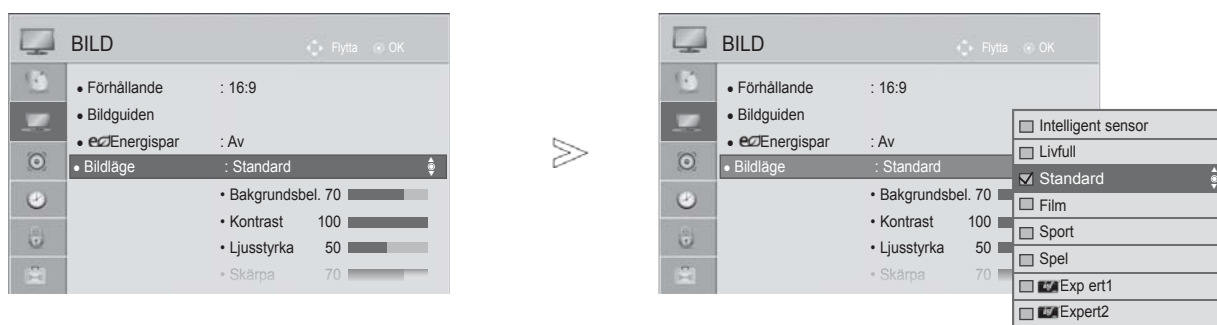 BILD
Flytta OK
• Förhållande : 16:9
• Bildguiden
• Energispar : Av
• Bildläge : Standard
• Bakgrundsbel. 70
• Kontrast 100
• Ljusstyrka 50
• Skärpa 70
BILD
Flytta OK
• Förhållande : 16:9
• Bildguiden
• Energispar : Av
• Bildläge : Standard
• Bakgrundsbel. 70
• Kontrast 100
• Ljusstyrka 50
• Skärpa 70
Intelligent sensor
Livfull
Standard
Film
Sport
Spel
Exp ert1
Expert2